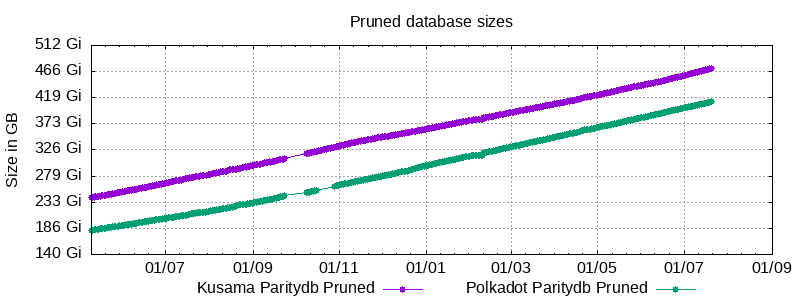 Pruned database sizes
Size in GB
512 Gi
466 Gi
419 Gi
373 Gi
326 Gi
279 Gi
233 Gi
186 Gi
140 Gi
01/07 01/09 01/11 01/01 01/03 01/05 01/07 01/09
Kusama Paritydb Pruned Polkadot Paritydb Pruned